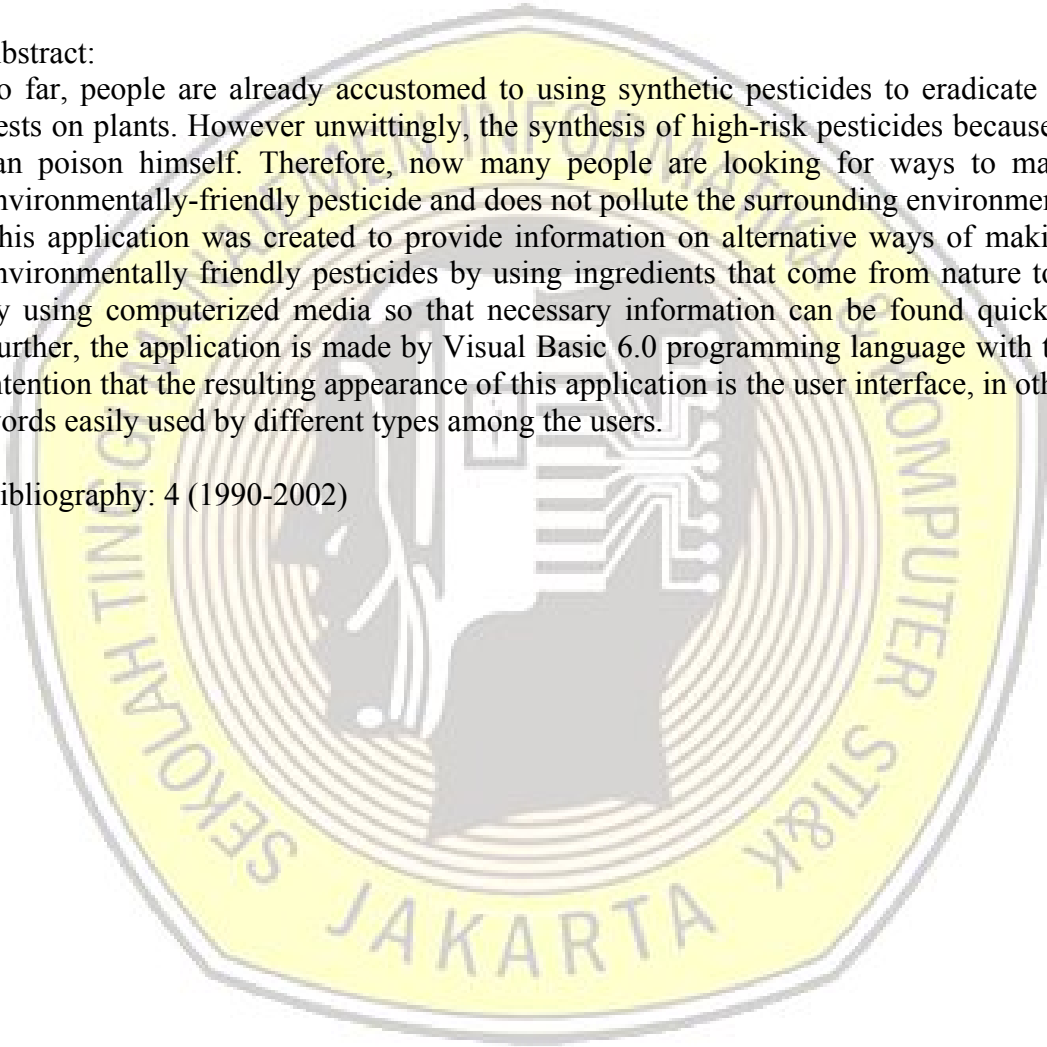 bstract:
o far, people are already accustomed to using synthetic pesticides to eradicate
ests on plants. However unwittingly, the synthesis of high-risk pesticides because
an poison himself. Therefore, now many people are looking for ways to ma
nvironmentally-friendly pesticide and does not pollute the surrounding environmen
his application was created to provide information on alternative ways of maki
nvironmentally friendly pesticides by using ingredients that come from nature to
y using computerized media so that necessary information can be found quick
urther, the application is made by Visual Basic 6.0 programming language with t
ntention that the resulting appearance of this application is the user interface, in oth
ords easily used by different types among the users.
ibliography: 4 (1990-2002)
SEKOLAH TINGGI MANAJEMEN INFORMATIKA & KOMPUTER STI&K
JAKARTA